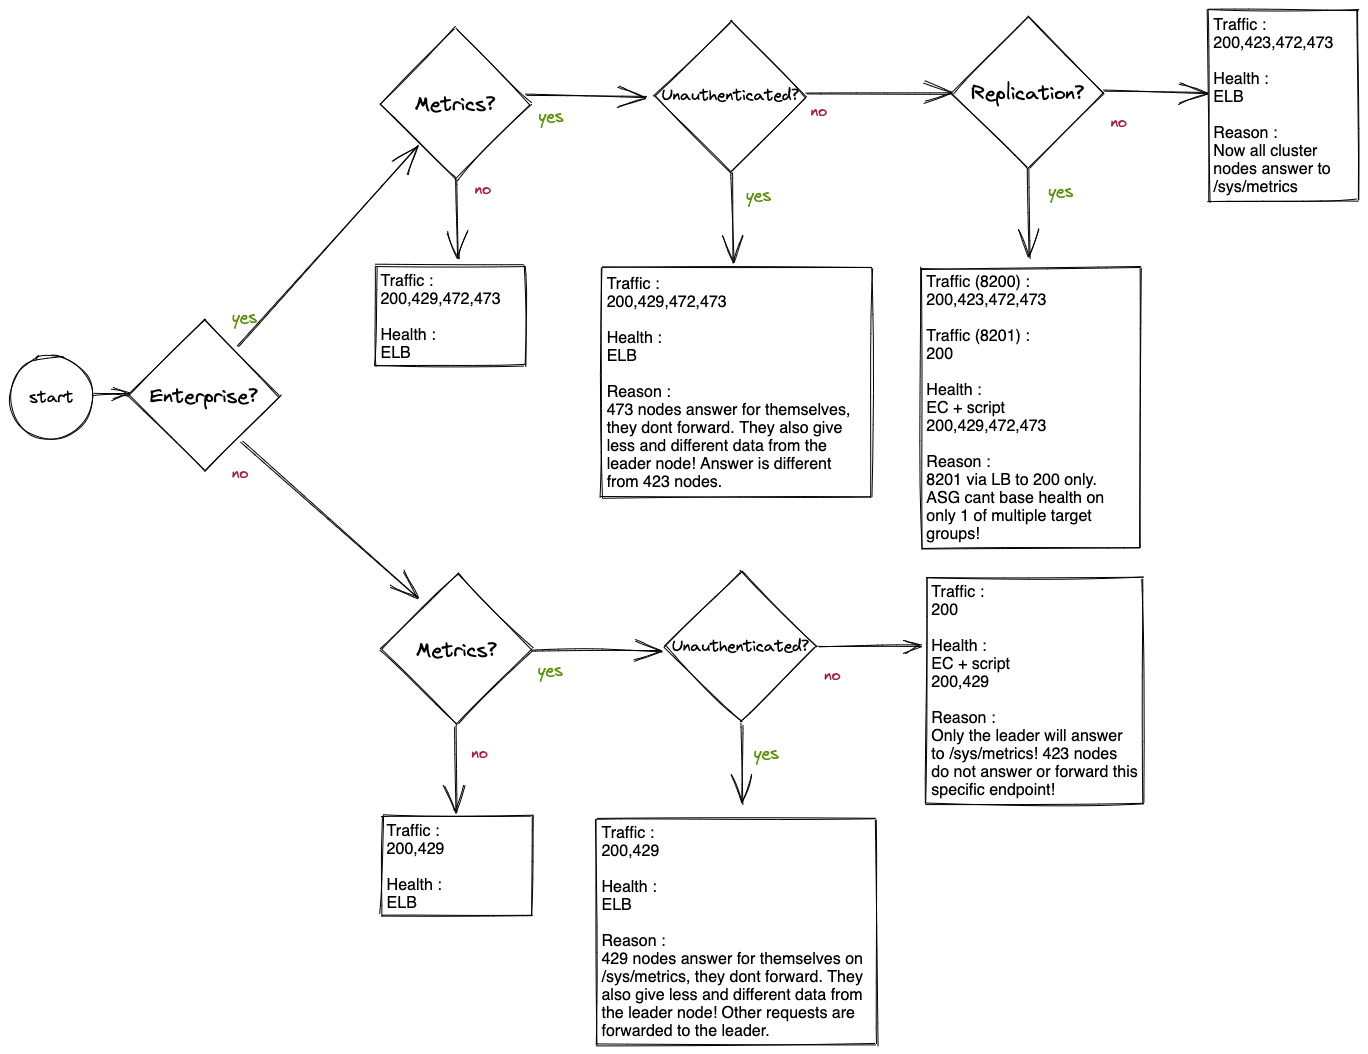 start
Enterprise?
yes
no
Metrics?
yes
no
Traffic :
200,429,472,473
Health :
ELB
Unauthenticated?
no
yes
Traffic :
200,429,472,473
Health :
ELB
Reason :
473 nodes answer for themselves,
they dont forward. They also give
less and different data from the
leader node! Answer is different
from 423 nodes.
Replication?
no
yes
Traffic (8200) :
200,423,472,473
Traffic (8201) :
200
Health :
EC + script
200,429,472,473
Reason :
8201 via LB to 200 only.
ASG cant base health on
only 1 of multiple target
groups!
Traffic :
200,423,472,473
Health :
ELB
Reason :
Now all cluster
nodes answer to
/sys/metrics
Metrics?
yes
no
Traffic :
200,429
Health :
ELB
Unauthenticated?
no
yes
Traffic :
200,429
Health :
ELB
Reason :
429 nodes answer for themselves on
/sys/metrics, they dont forward. They
also give less and different data from
the leader node! Other requests are
forwarded to the leader.
Traffic :
200
Health :
EC + script
200,429
Reason :
Only the leader will answer
to /sys/metrics! 423 nodes
do not answer or forward this
specific endpoint!